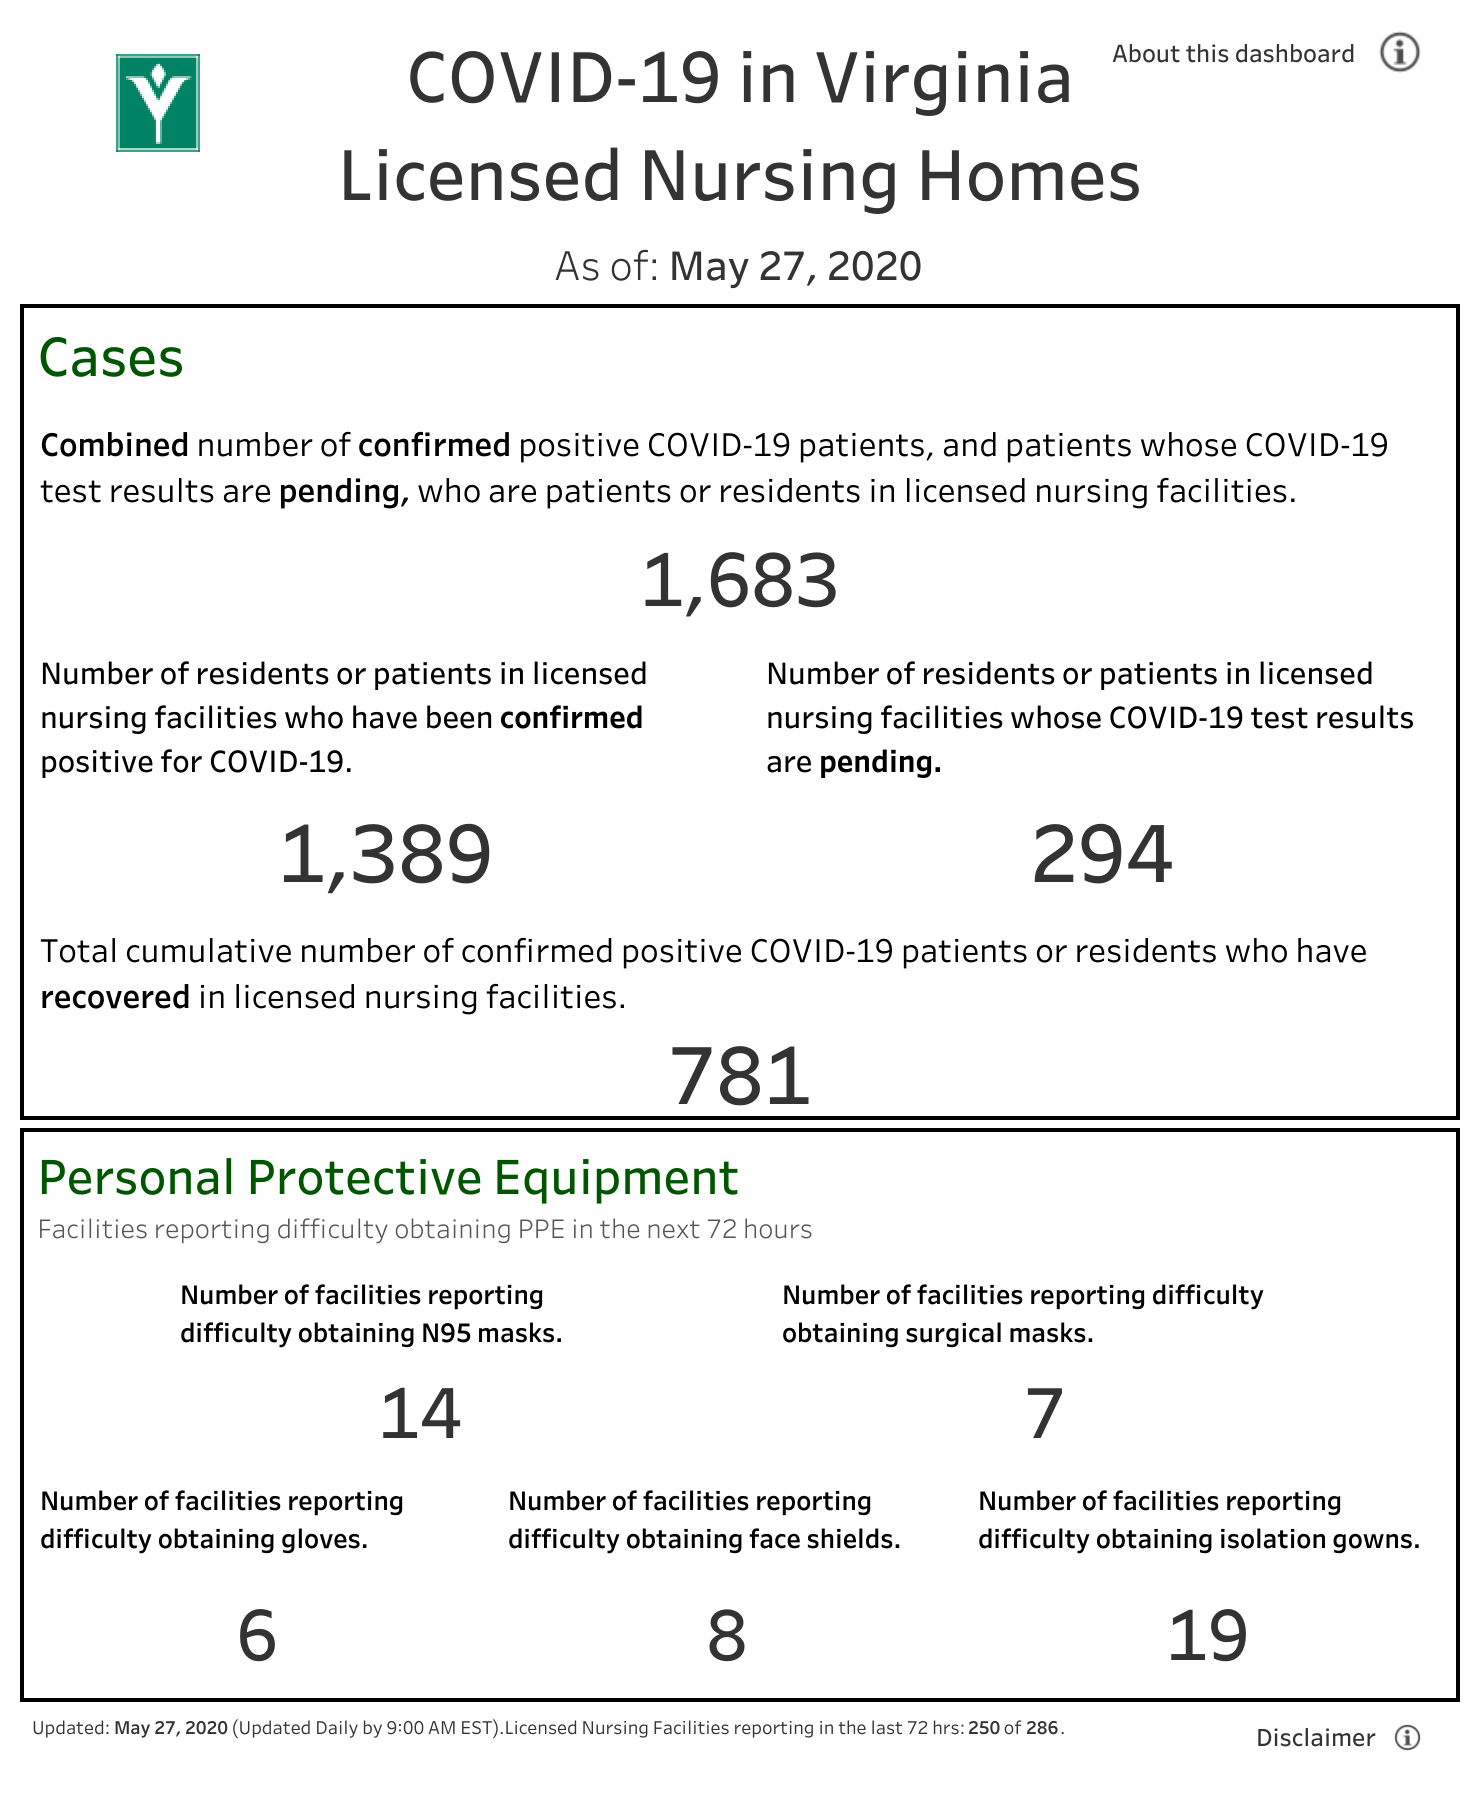 COVID-19 in Virginia
Licensed Nursing Homes
About this dashboard
As of: May 27, 2020
Cases
Combined number of confirmed positive COVID-19 patients, and patients whose COVID-19
test results are pending, who are patients or residents in licensed nursing facilities.
1,683
Number of residents or patients in licensed
nursing facilities who have been confirmed
positive for COVID-19.
1,389
Number of residents or patients in licensed
nursing facilities whose COVID-19 test results
are pending.
294
Total cumulative number of confirmed positive COVID-19 patients or residents who have
recovered in licensed nursing facilities.
781
Personal Protective Equipment
Facilities reporting difficulty obtaining PPE in the next 72 hours
Number of facilities reporting
difficulty obtaining N95 masks.
14
Number of facilities reporting difficulty
obtaining surgical masks.
7
Number of facilities reporting
difficulty obtaining gloves.
6
Number of facilities reporting
difficulty obtaining face shields.
8
Number of facilities reporting
difficulty obtaining isolation gowns.
19
Updated: May 27, 2020 (Updated Daily by 9:00 AM EST).Licensed Nursing Facilities reporting in the last 72 hrs: 250 of 286.
Disclaimer